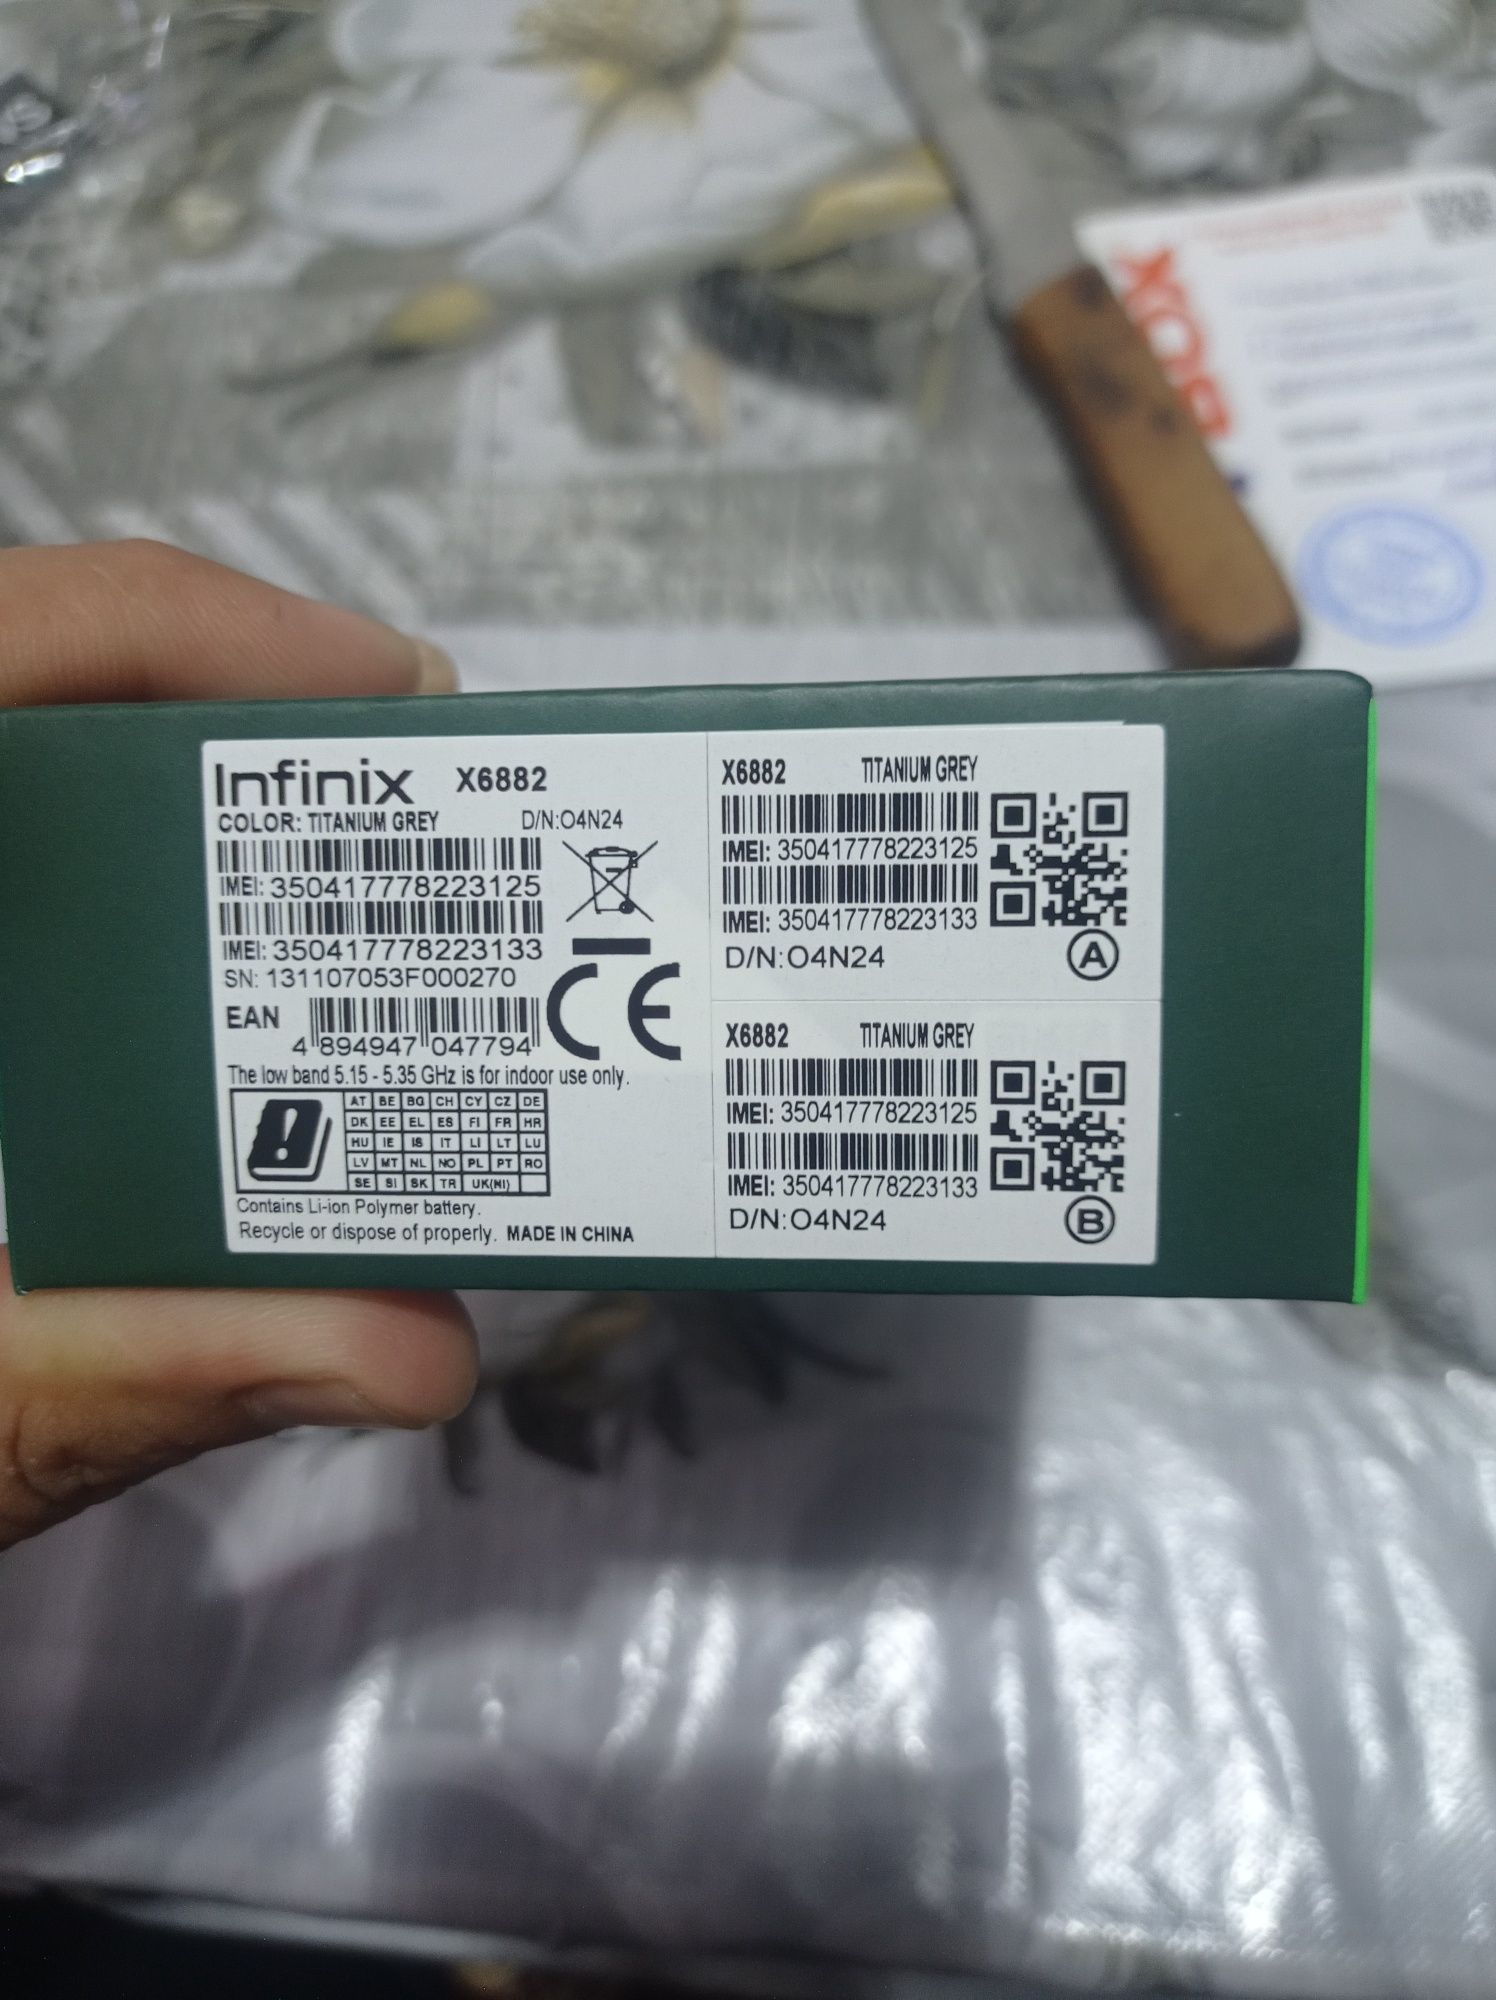 Infinix X6882
COLOR: TITANIUM GREY D/N:O4N24
IMEI: 350417778223125
IMEI: 350417778223133
SN: 131107053F000270
EAN
4 894947 047794
CE
The low band 5.15 - 5.35 GHz is for indoor use only.
AT BE BG CH CY CZ DE
DK EE EL ES FI FR HR
HU IE IS IT LI LT LU
LV MT NL NO PL PT RO
SE SI SK TR UK(NI)
Contains Li-ion Polymer battery.
Recycle or dispose of properly. MADE IN CHINA
X6882 TITANIUM GREY
IMEI: 350417778223125
IMEI: 350417778223133
D/N:O4N24
A
X6882 TITANIUM GREY
IMEI: 350417778223125
IMEI: 350417778223133
D/N:O4N24
B